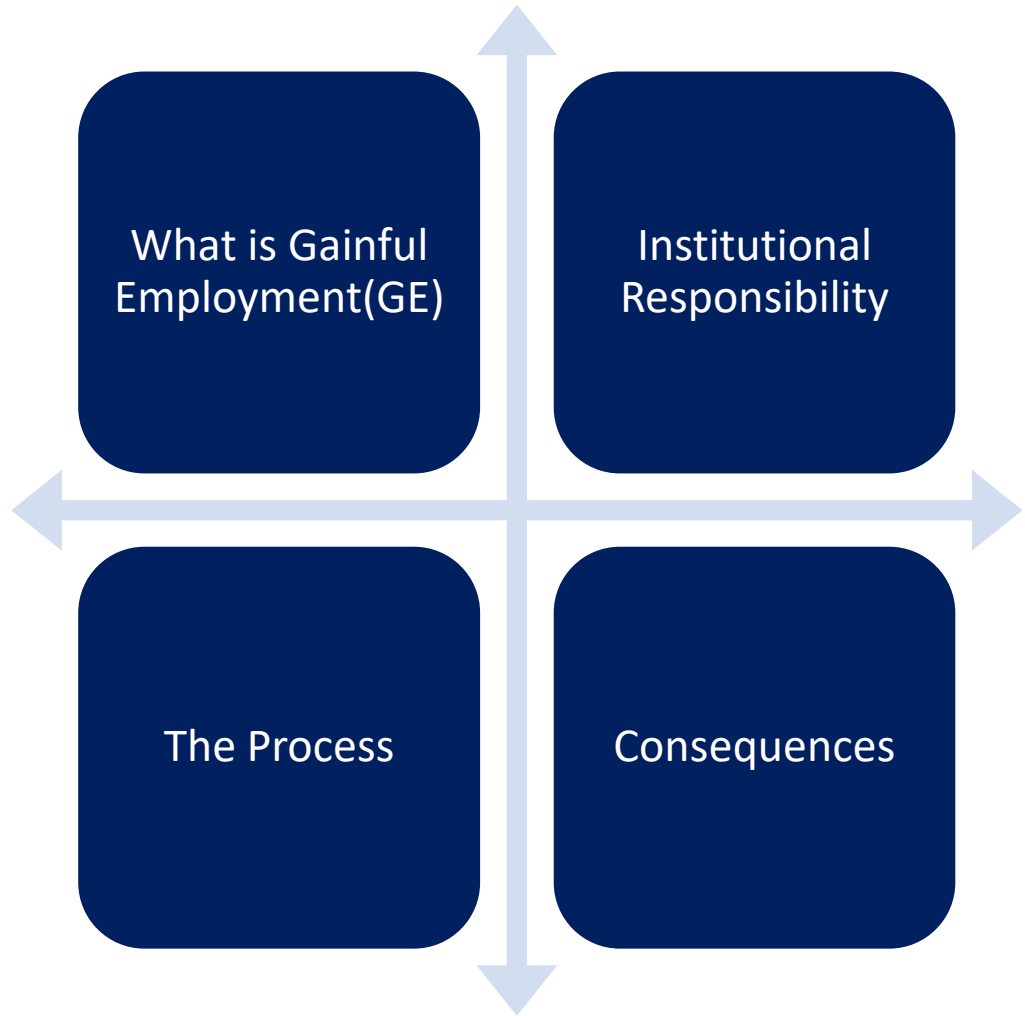 What is Gainful
Employment(GE)
Institutional
Responsibility
The Process
Consequences